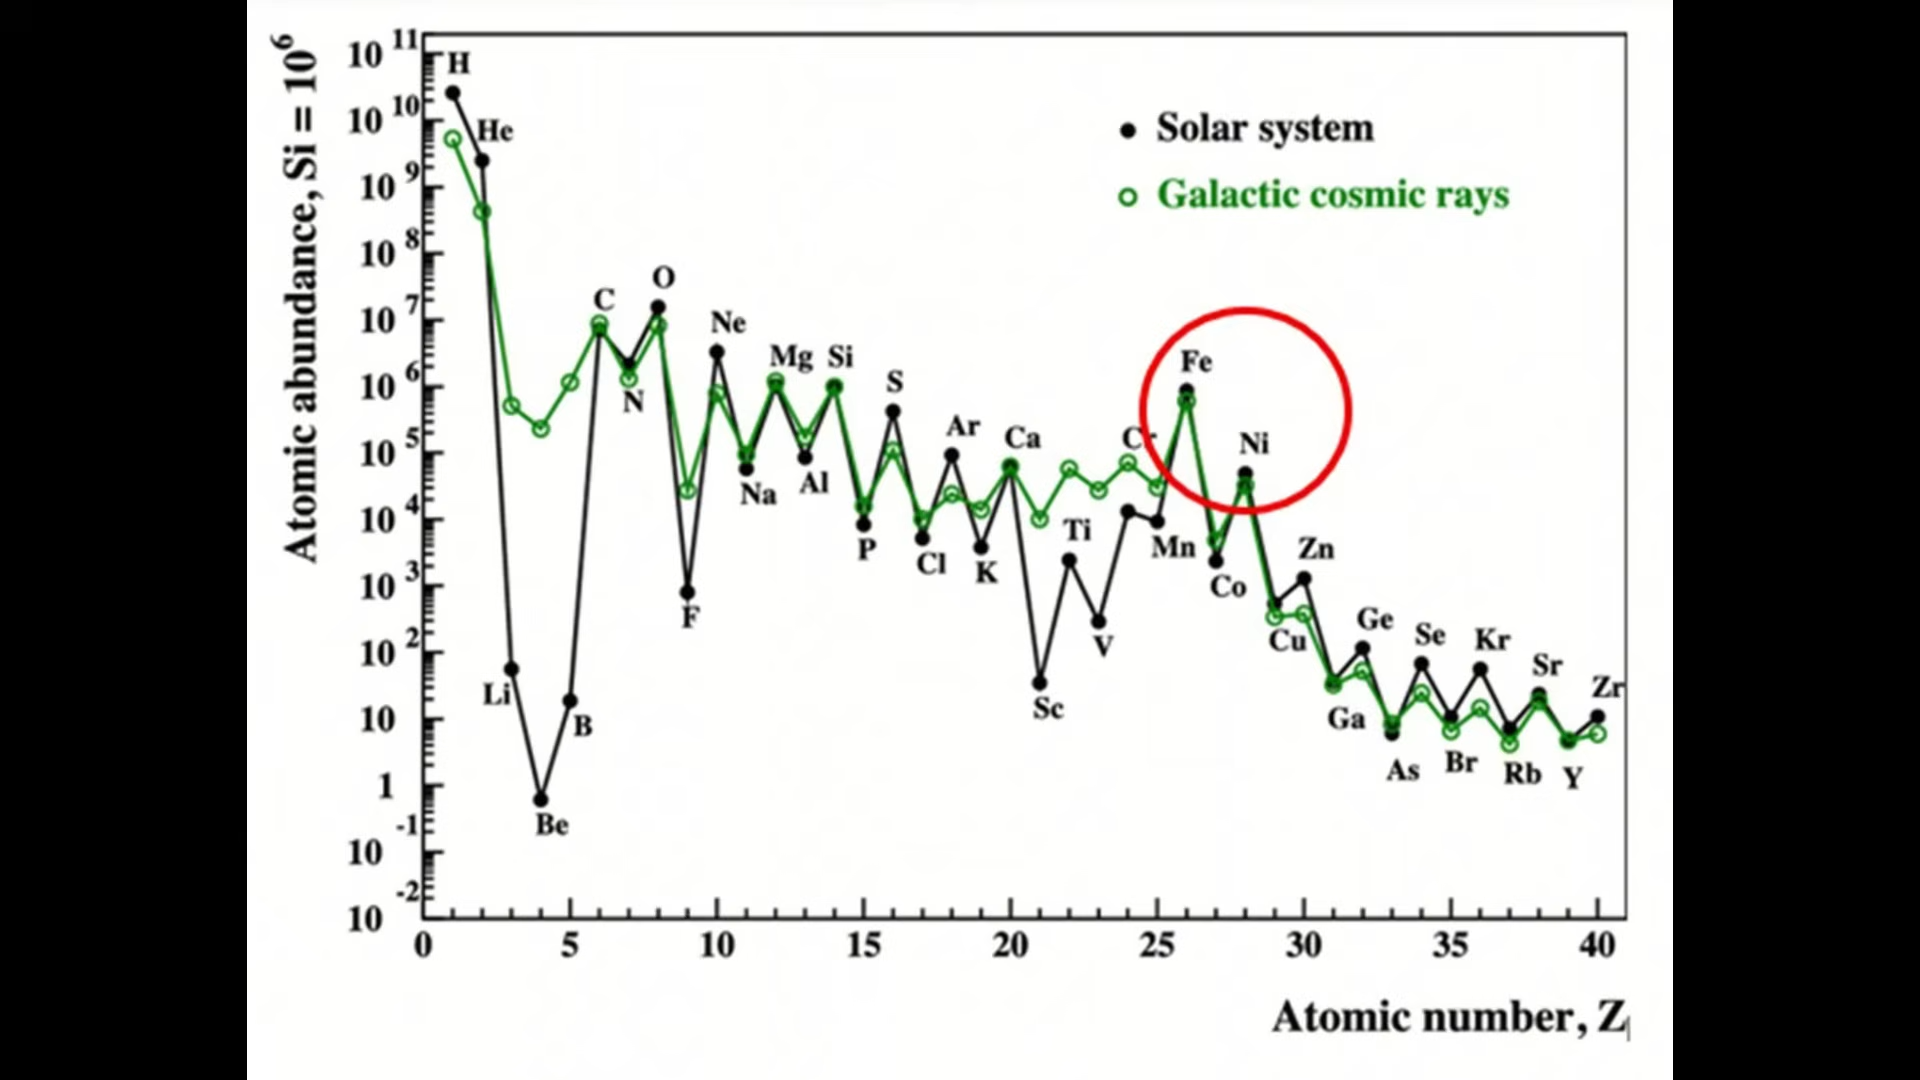 Atomic abundance, Si = 10^6
10^11
10^10
10^9
10^8
10^7
10^6
10^5
10^4
10^3
10^2
10
1
10^-1
10^-2
H
He
Li
Be
B
C
N
O
F
Ne
Na
Mg
Al
Si
P
S
Cl
Ar
K
Ca
Sc
Ti
V
Cr
Mn
Fe
Co
Ni
Cu
Zn
Ga
Ge
As
Se
Br
Kr
Rb
Sr
Y
Zr
Solar system
Galactic cosmic rays
0 5 10 15 20 25 30 35 40
Atomic number, Z